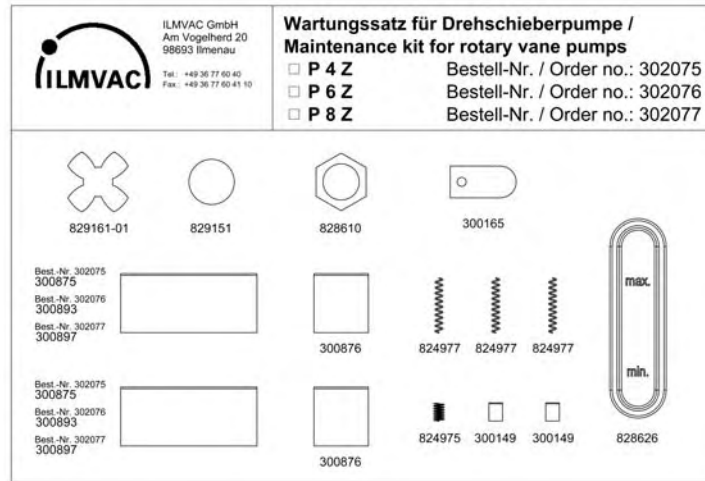 ILMVAC
ILMVAC GmbH
Am Vogelherd 20
98693 Ilmenau
Tel.: +49 36 77 60 40
Fax.: +49 36 77 60 41 10
Wartungssatz für Drehschieberpumpe /
Maintenance kit for rotary vane pumps
□ P 4 Z Bestell-Nr. / Order no.: 302075
□ P 6 Z Bestell-Nr. / Order no.: 302076
□ P 8 Z Bestell-Nr. / Order no.: 302077
829161-01 829151 828610 300165
Best.-Nr. 302075
300875
Best.-Nr. 302076
300893
Best.-Nr. 302077
300897
300876
824977 824977 824977
max.
min.
Best.-Nr. 302075
300875
Best.-Nr. 302076
300893
Best.-Nr. 302077
300897
300876
824975 300149 300149 828626